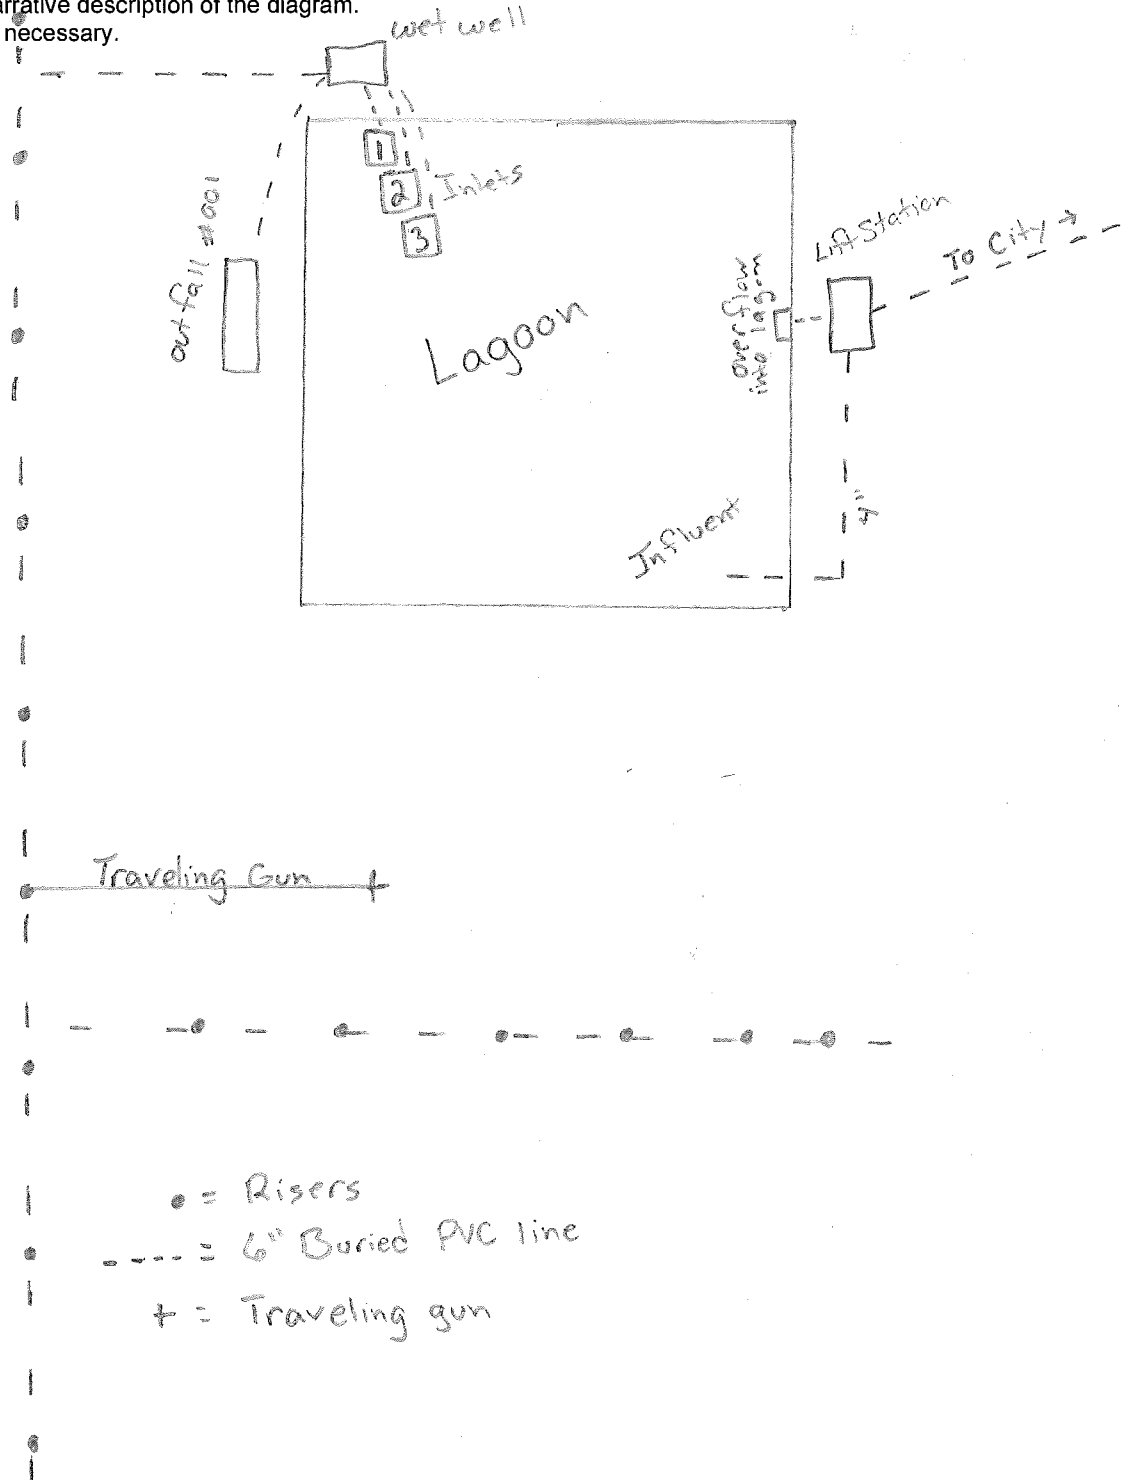 arrative description of the diagram.
necessary.
wet well
1
2
Inlets
3
outfall #001
Lift Station
To City →
overflow
into lagoon
Lagoon
4"
Influent
Traveling Gun
• = Risers
---- = 6" Buried PVC line
+ = Traveling gun